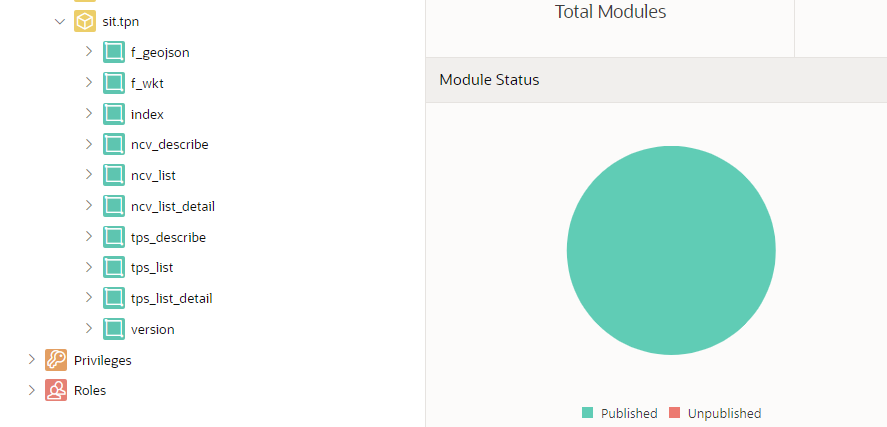 sit.tpn
f_geojson
f_wkt
index
ncv_describe
ncv_list
ncv_list_detail
tps_describe
tps_list
tps_list_detail
version
Privileges
Roles
Total Modules
Module Status
Published Unpublished